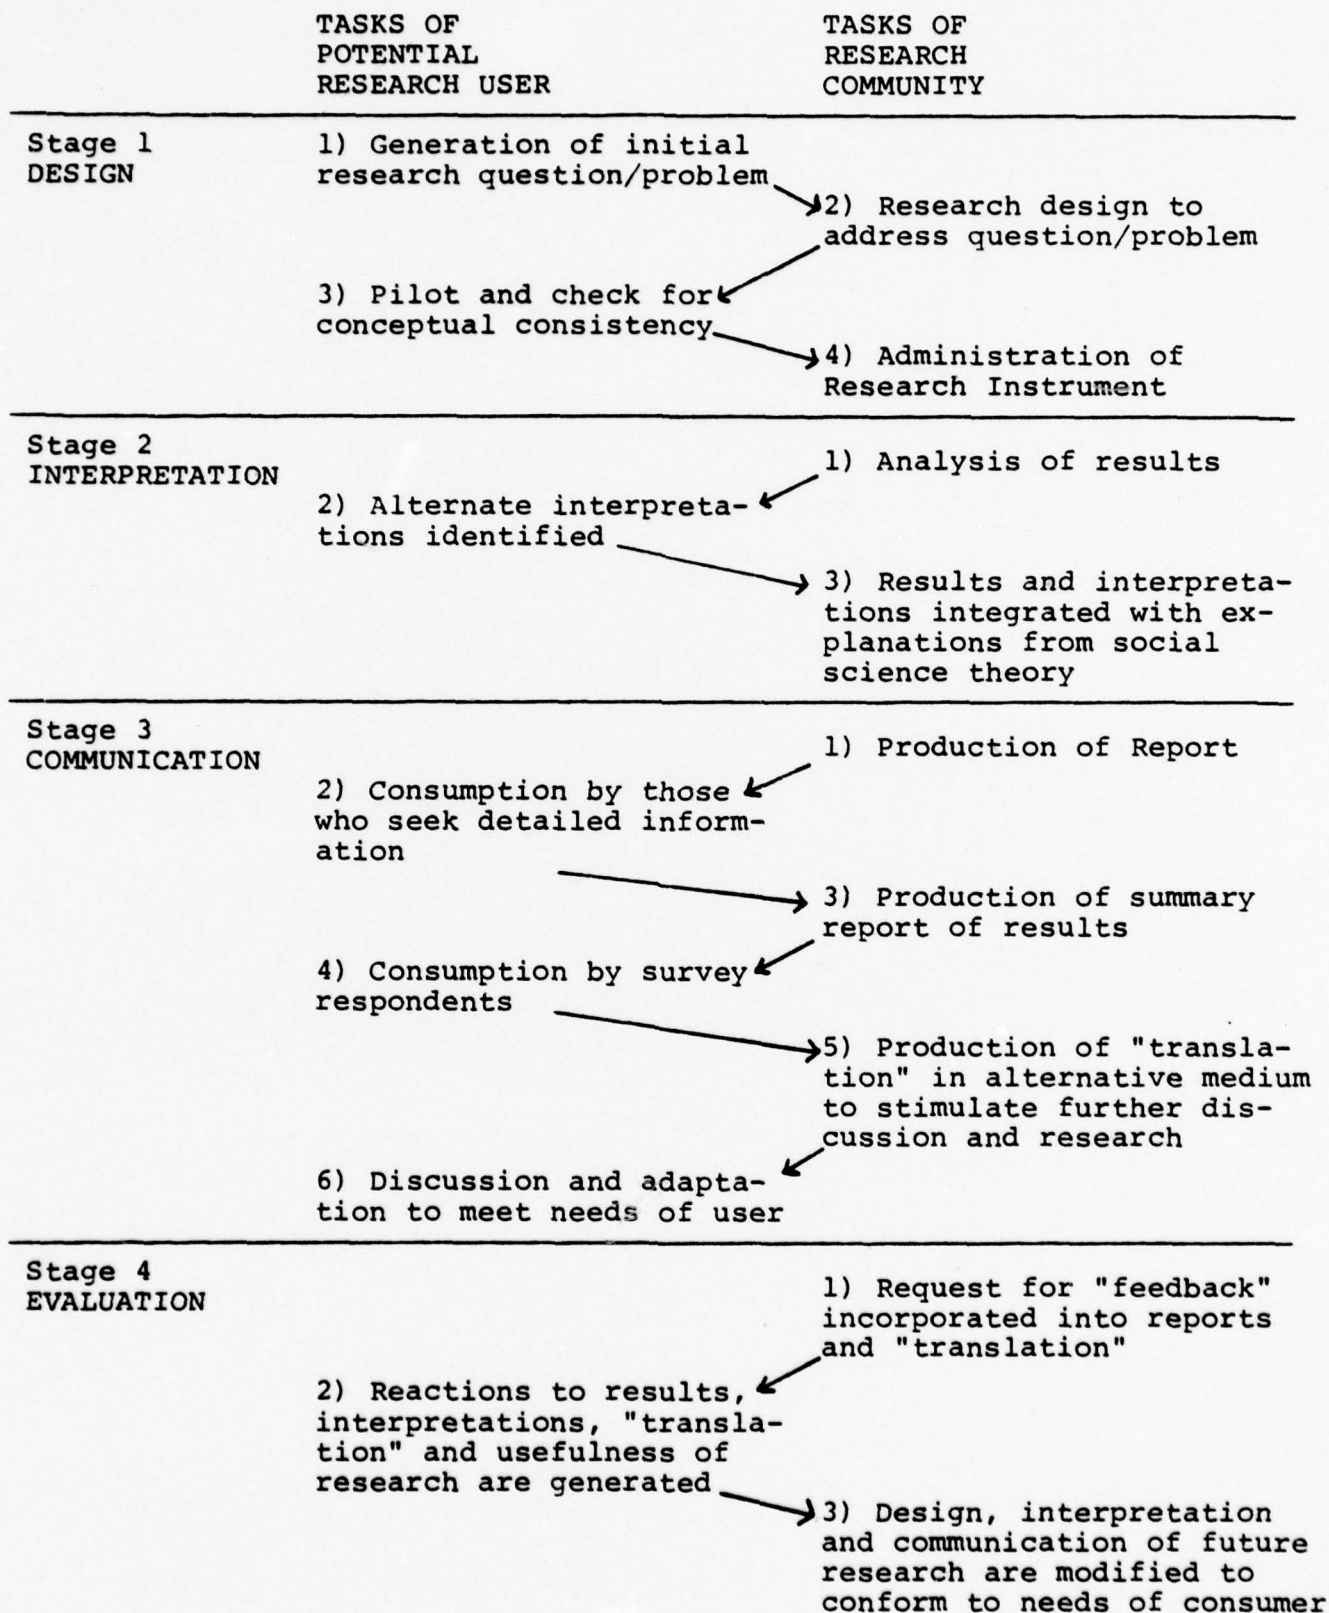 TASKS OF
POTENTIAL
RESEARCH USER
TASKS OF
RESEARCH
COMMUNITY
Stage 1
DESIGN
1) Generation of initial
research question/problem
2) Research design to
address question/problem
3) Pilot and check for
conceptual consistency
4) Administration of
Research Instrument
Stage 2
INTERPRETATION
1) Analysis of results
2) Alternate interpreta-
tions identified
3) Results and interpreta-
tions integrated with ex-
planations from social
science theory
Stage 3
COMMUNICATION
1) Production of Report
2) Consumption by those
who seek detailed inform-
ation
3) Production of summary
report of results
4) Consumption by survey
respondents
5) Production of "transla-
tion" in alternative medium
to stimulate further dis-
cussion and research
6) Discussion and adapta-
tion to meet needs of user
Stage 4
EVALUATION
1) Request for "feedback"
incorporated into reports
and "translation"
2) Reactions to results,
interpretations, "transla-
tion" and usefulness of
research are generated
3) Design, interpretation
and communication of future
research are modified to
conform to needs of consumer